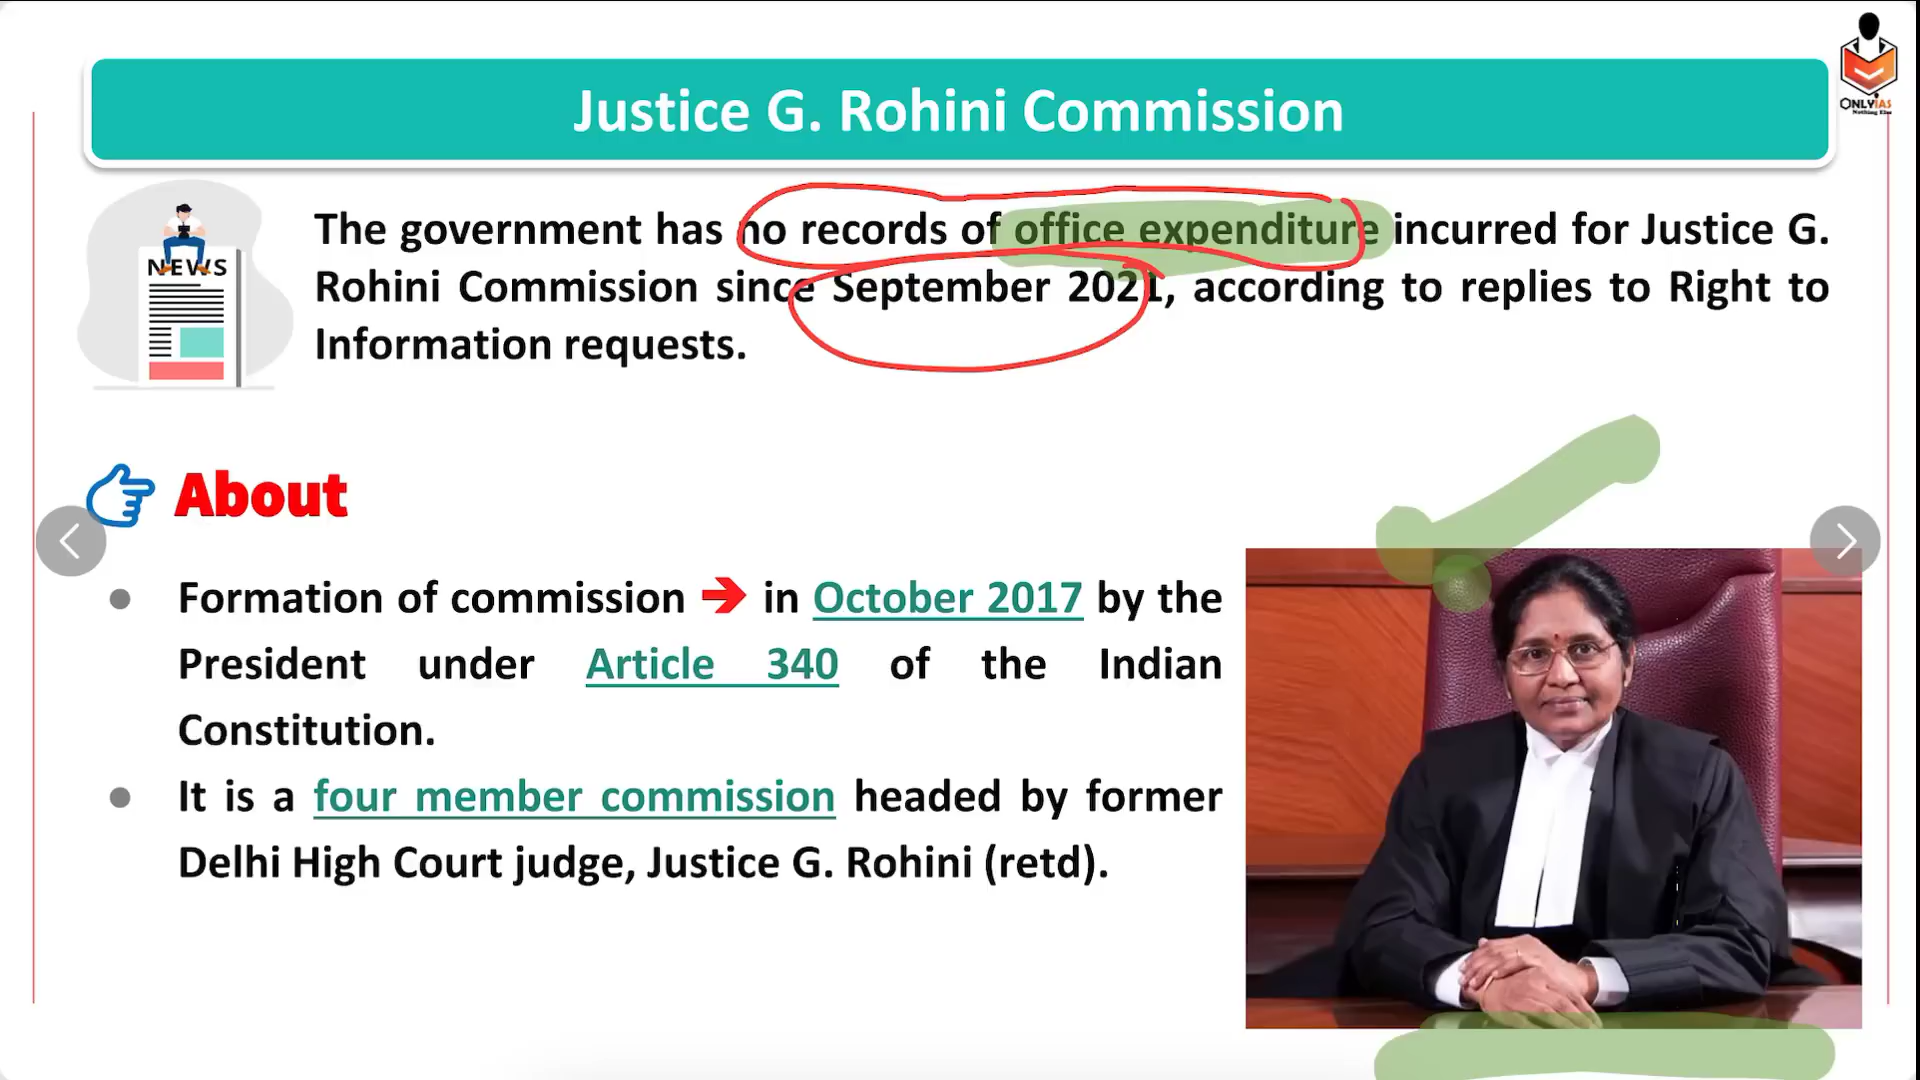 ONLYIAS
Nothing Else
Justice G. Rohini Commission
NEWS
The government has no records of office expenditure incurred for Justice G.
Rohini Commission since September 2021, according to replies to Right to
Information requests.
About
Formation of commission ➔ in October 2017 by the
President under Article 340 of the Indian
Constitution.
It is a four member commission headed by former
Delhi High Court judge, Justice G. Rohini (retd).